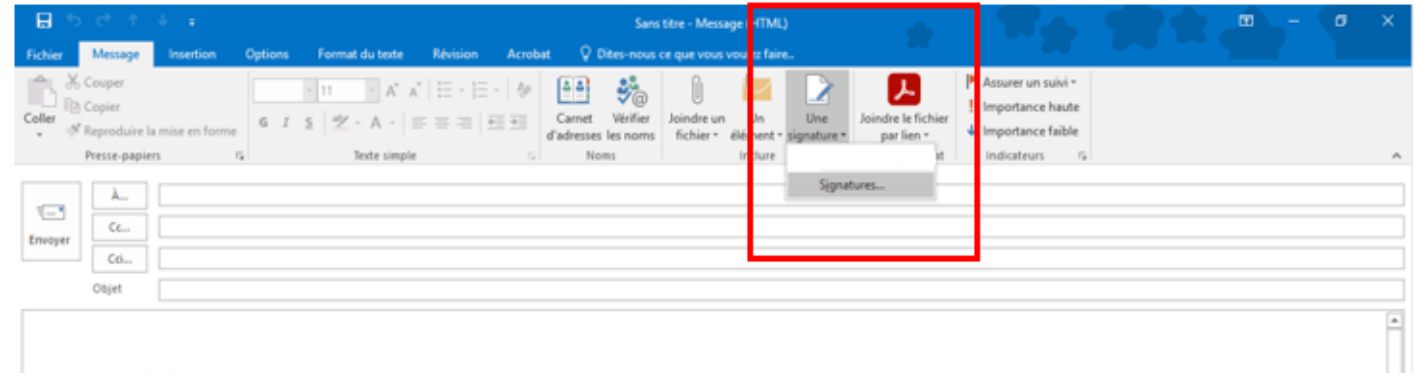 Sans titre - Message (HTML)
Fichier Message Insertion Options Format du texte Révision Acrobat Dites-nous ce que vous voulez faire...
Coller
Couper
Copier
Reproduire la mise en forme
Presse-papiers
11
G I S
A
Texte simple
Carnet d'adresses
Vérifier les noms
Noms
Joindre un fichier
Un élément
Une signature
Inclure
Signatures...
Joindre le fichier par lien
Assurer un suivi
Importance haute
Importance faible
Indicateurs
Envoyer
À...
Cc...
Cci...
Objet